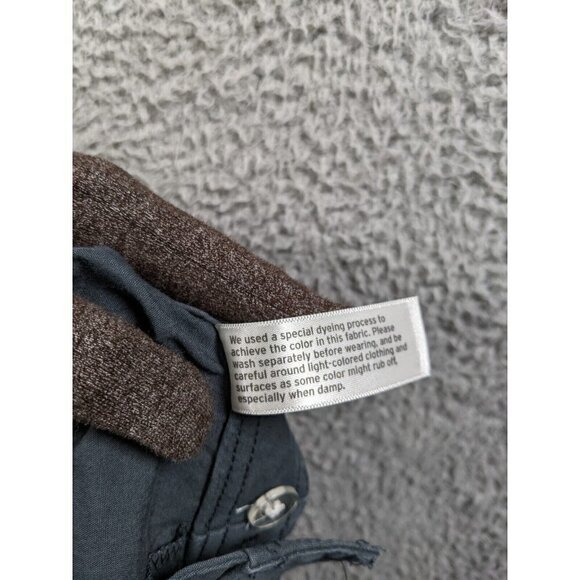 We used a special dyeing process to
achieve the color in this fabric. Please
wash separately before wearing, and be
careful around light-colored clothing and
surfaces as some color might rub off,
especially when damp.